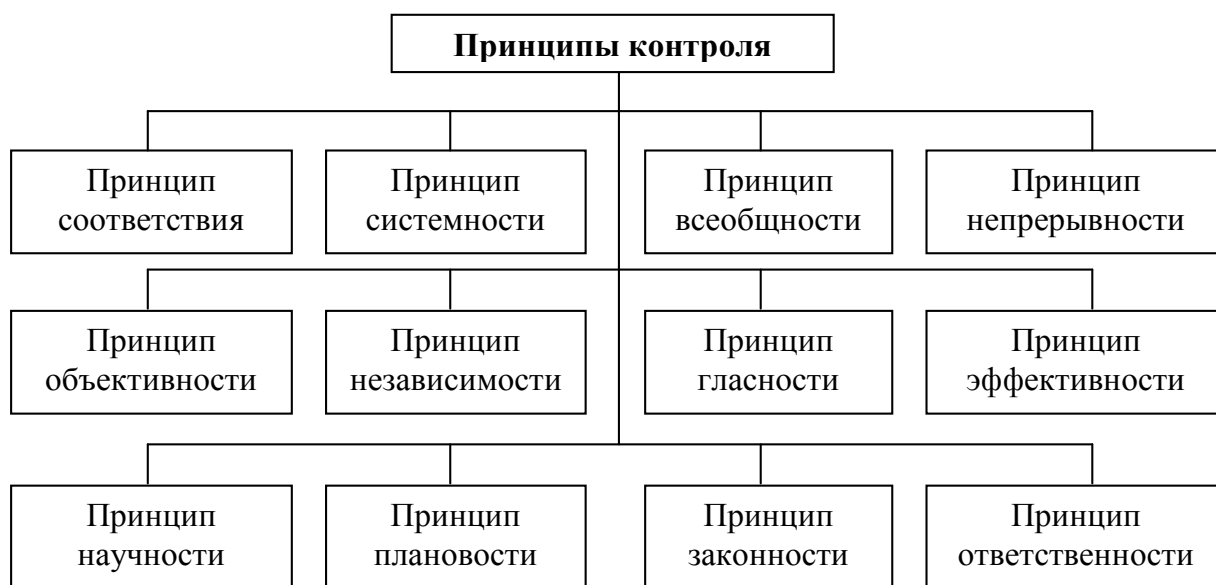 Принципы контроля
Принцип
соответствия
Принцип
системности
Принцип
всеобщности
Принцип
непрерывности
Принцип
объективности
Принцип
независимости
Принцип
гласности
Принцип
эффективности
Принцип
научности
Принцип
плановости
Принцип
законности
Принцип
ответственности